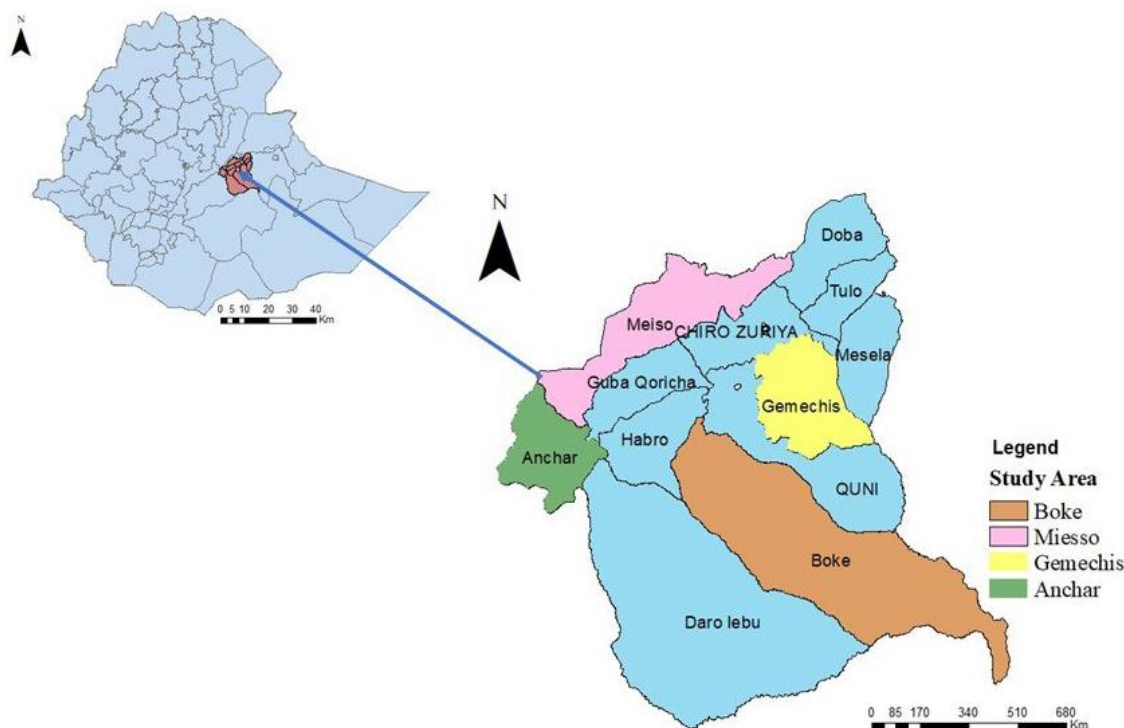 N
0 5 10 20 30 40
Km
N
Doba
Tulo
Meiso
CHIRO ZURIYA
Mesela
Guba Qoricha
Gemechis
Habro
Anchar
QUNI
Boke
Daro lebu
Legend
Study Area
Boke
Miesso
Gemechis
Anchar
0 85 170 340 510 680
Km